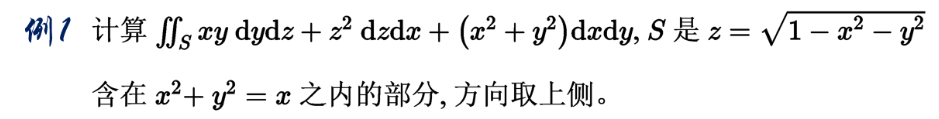 例1 计算 ∬_S xy dydz + z² dzdx + (x² + y²)dxdy, S 是 z = √(1 − x² − y²)
含在 x² + y² = x 之内的部分, 方向取上侧。